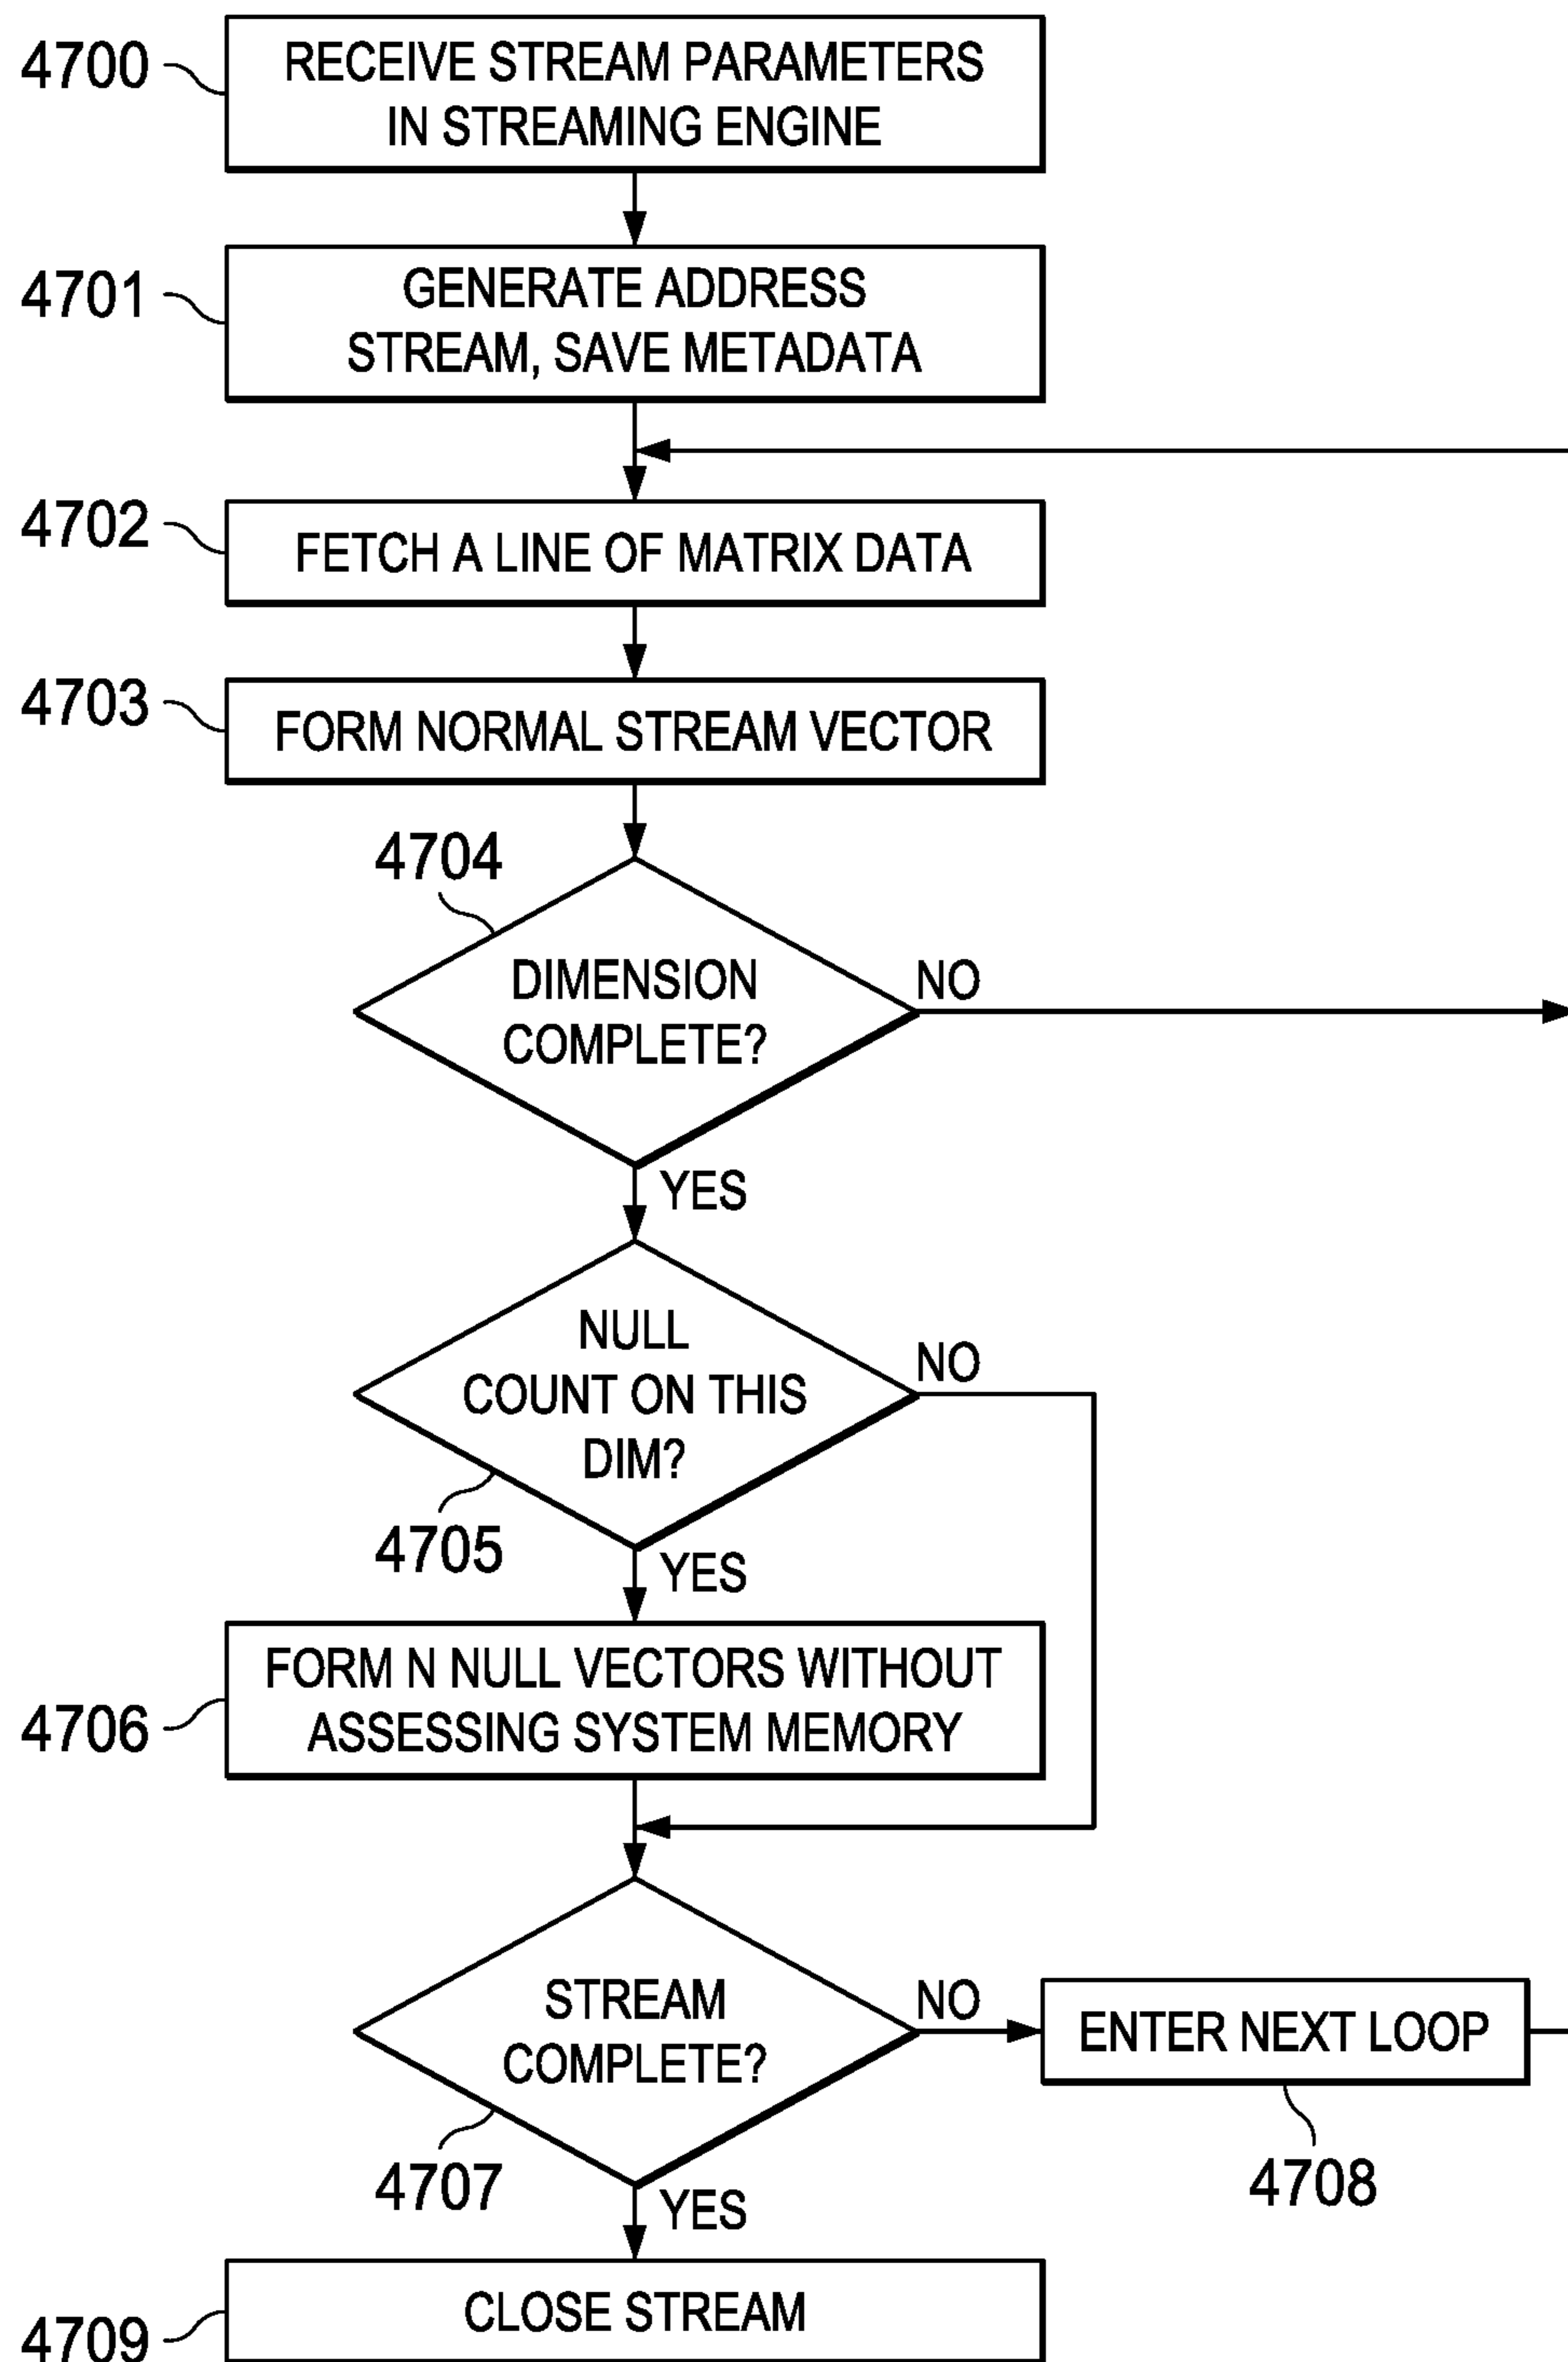 4700
RECEIVE STREAM PARAMETERS
IN STREAMING ENGINE
4701
GENERATE ADDRESS
STREAM, SAVE METADATA
4702
FETCH A LINE OF MATRIX DATA
4703
FORM NORMAL STREAM VECTOR
4704
DIMENSION
COMPLETE?
NO
YES
NULL
COUNT ON THIS
DIM?
NO
4705
YES
4706
FORM N NULL VECTORS WITHOUT
ASSESSING SYSTEM MEMORY
STREAM
COMPLETE?
NO
ENTER NEXT LOOP
4707
4708
YES
CLOSE STREAM
4709